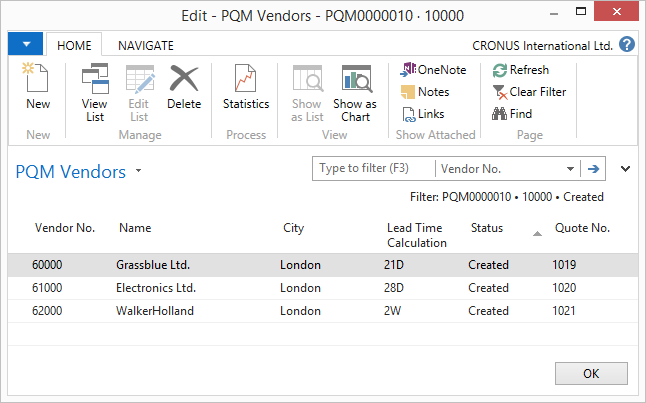 Edit - PQM Vendors - PQM0000010 · 10000
HOME NAVIGATE CRONUS International Ltd. ?
New View List Edit List Delete Statistics Show as List Show as Chart OneNote Notes Links Refresh Clear Filter Find
New Manage Process View Show Attached Page
PQM Vendors Type to filter (F3) Vendor No.
Filter: PQM0000010 • 10000 • Created
Vendor No. Name City Lead Time Calculation Status Quote No.
60000 Grassblue Ltd. London 21D Created 1019
61000 Electronics Ltd. London 28D Created 1020
62000 WalkerHolland London 2W Created 1021
OK